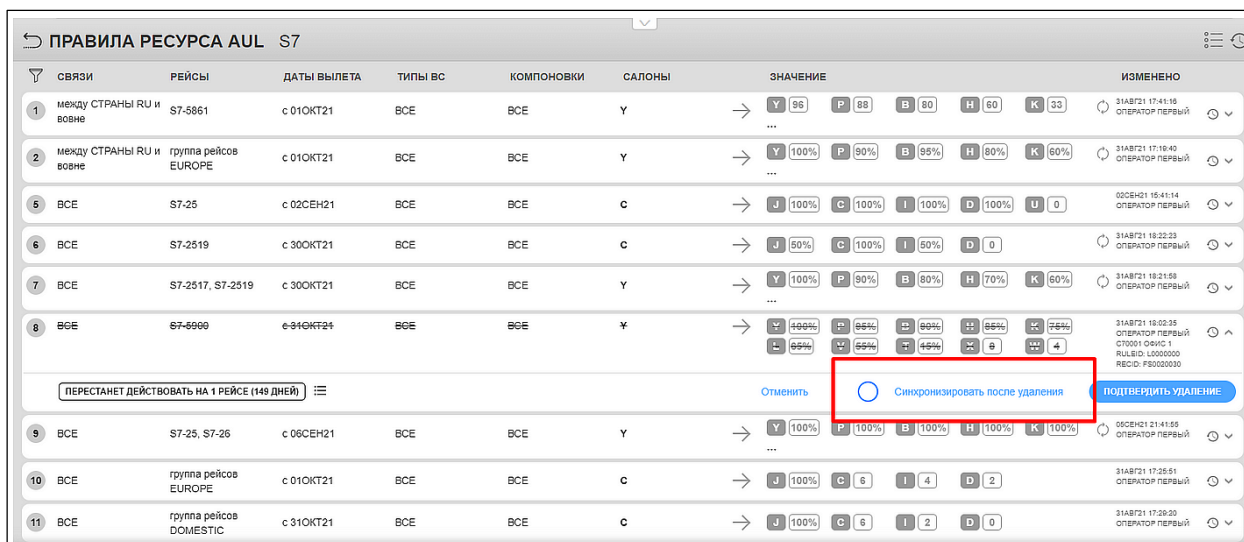 ПРАВИЛА РЕСУРСА AUL S7
СВЯЗИ РЕЙСЫ ДАТЫ ВЫЛЕТА ТИПЫ ВС КОМПОНОВКИ САЛОНЫ ЗНАЧЕНИЕ ИЗМЕНЕНО
1 между СТРАНЫ RU и вовне S7-5861 с 01ОКТ21 ВСЕ ВСЕ Y → Y 96 P 88 B 80 H 60 K 33 31АВГ21 17:41:16
ОПЕРАТОР ПЕРВЫЙ
...
2 между СТРАНЫ RU и вовне группа рейсов EUROPE с 01ОКТ21 ВСЕ ВСЕ Y → Y 100% P 90% B 95% H 80% K 60% 31АВГ21 17:19:40
ОПЕРАТОР ПЕРВЫЙ
...
5 ВСЕ S7-25 с 02СЕН21 ВСЕ ВСЕ C → J 100% C 100% I 100% D 100% U 0 02СЕН21 15:41:14
ОПЕРАТОР ПЕРВЫЙ
6 ВСЕ S7-2519 с 30ОКТ21 ВСЕ ВСЕ C → J 50% C 100% I 50% D 0 31АВГ21 18:22:23
ОПЕРАТОР ПЕРВЫЙ
7 ВСЕ S7-2517, S7-2519 с 30ОКТ21 ВСЕ ВСЕ Y → Y 100% P 90% B 80% H 70% K 60% 31АВГ21 18:21:58
ОПЕРАТОР ПЕРВЫЙ
...
8 ВСЕ S7-5900 с 31ОКТ21 ВСЕ ВСЕ Y → Y 100% P 95% B 90% H 85% K 75% 31АВГ21 18:02:35
ОПЕРАТОР ПЕРВЫЙ
L 65% V 55% T 15% X 8 W 4 С70001 ОФИС 1
RULEID: L0000000
RECID: FS0020030
ПЕРЕСТАНЕТ ДЕЙСТВОВАТЬ НА 1 РЕЙСЕ (149 ДНЕЙ) Отменить Синхронизировать после удаления ПОДТВЕРДИТЬ УДАЛЕНИЕ
9 ВСЕ S7-25, S7-26 с 06СЕН21 ВСЕ ВСЕ Y → Y 100% P 100% B 100% H 100% K 100% 05СЕН21 21:41:55
ОПЕРАТОР ПЕРВЫЙ
...
10 ВСЕ группа рейсов EUROPE с 01ОКТ21 ВСЕ ВСЕ C → J 100% C 6 I 4 D 2 31АВГ21 17:25:51
ОПЕРАТОР ПЕРВЫЙ
11 ВСЕ группа рейсов DOMESTIC с 31ОКТ21 ВСЕ ВСЕ C → J 100% C 6 I 2 D 0 31АВГ21 17:29:20
ОПЕРАТОР ПЕРВЫЙ